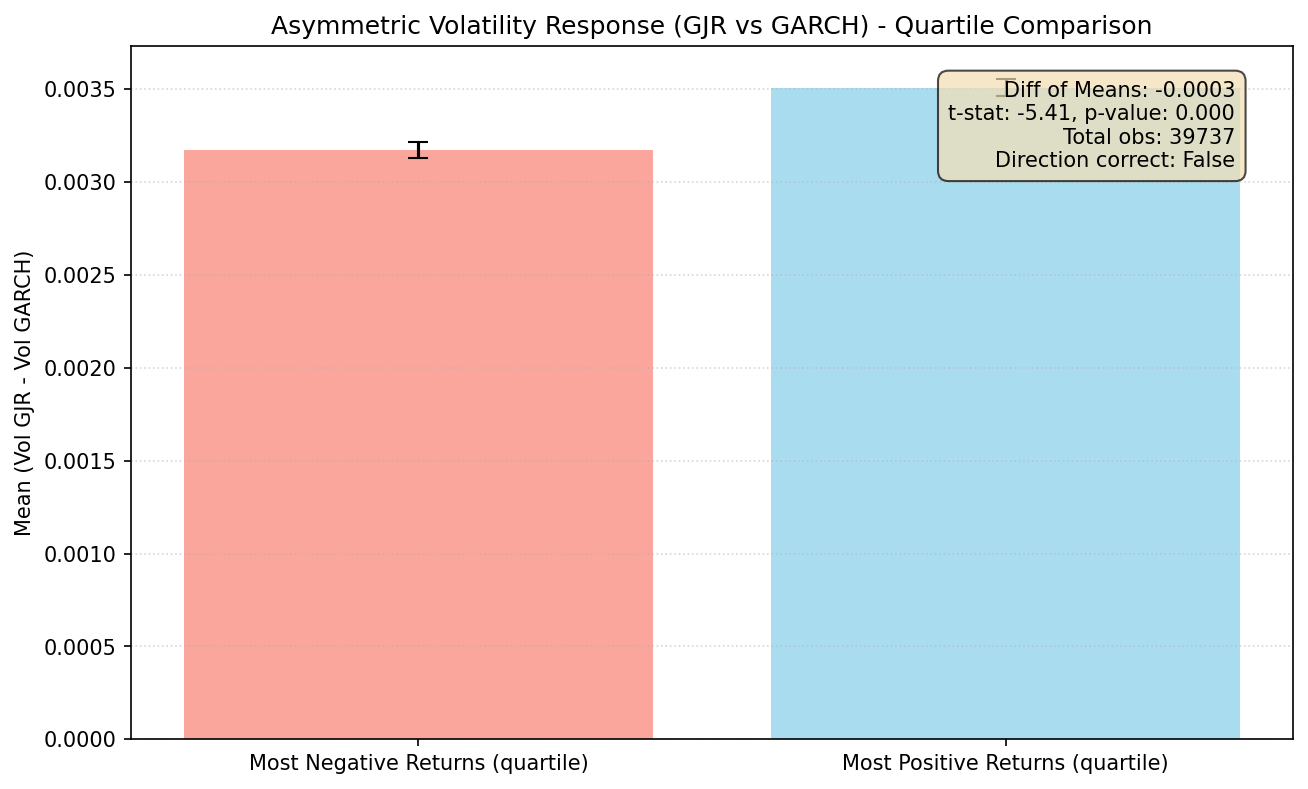 Asymmetric Volatility Response (GJR vs GARCH) - Quartile Comparison
Mean (Vol GJR - Vol GARCH)
0.0035
0.0030
0.0025
0.0020
0.0015
0.0010
0.0005
0.0000
Diff of Means: -0.0003
t-stat: -5.41, p-value: 0.000
Total obs: 39737
Direction correct: False
Most Negative Returns (quartile)
Most Positive Returns (quartile)